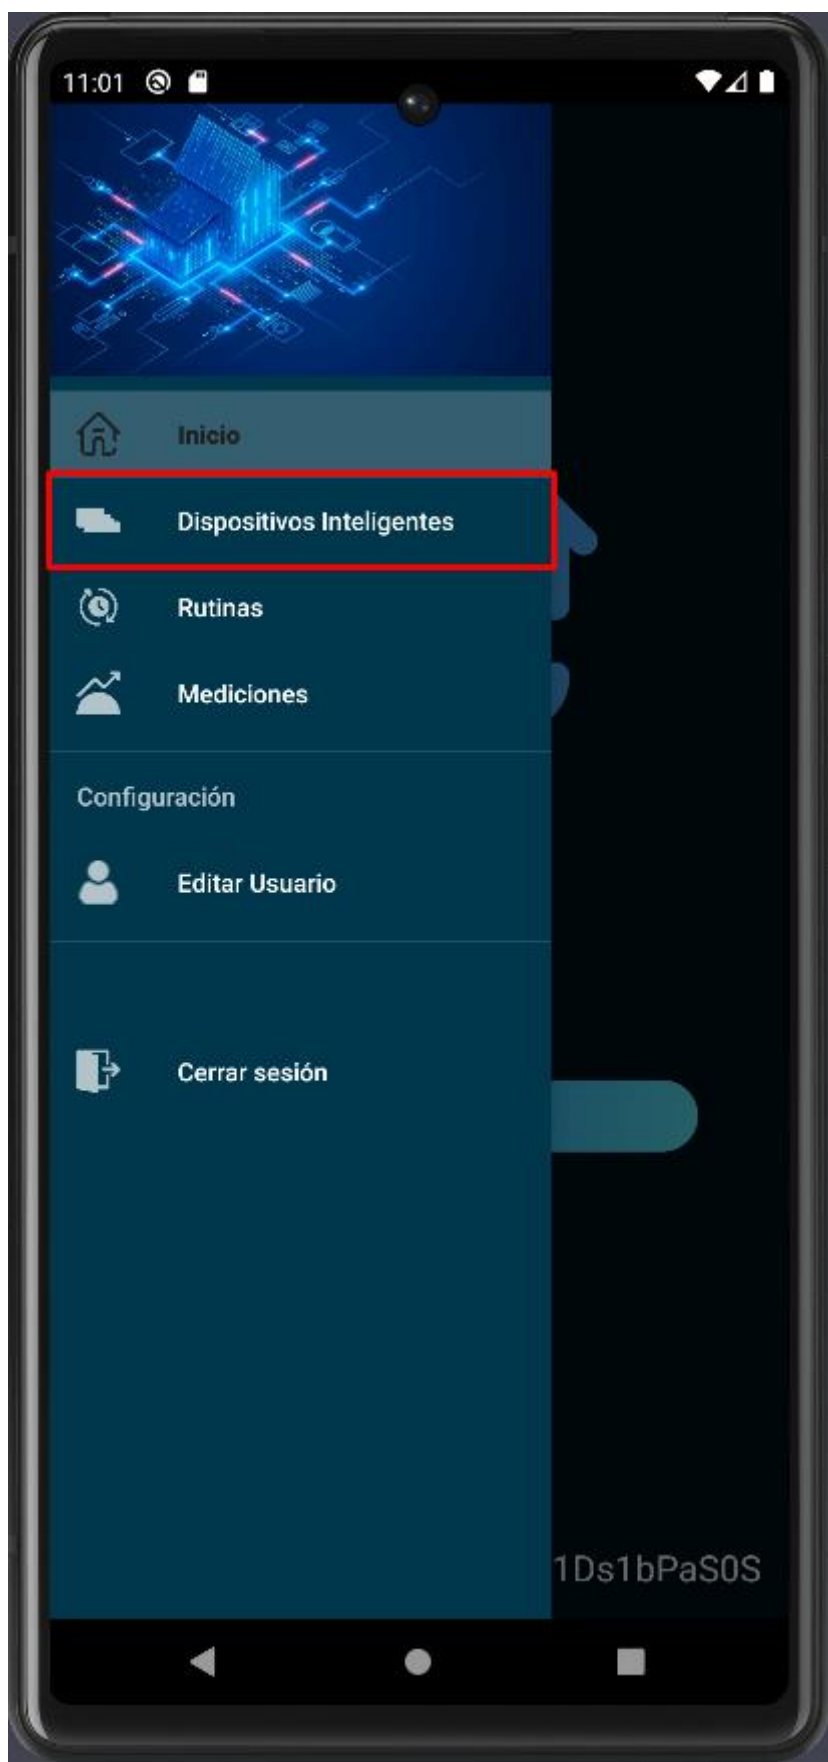 11:01
Inicio
Dispositivos Inteligentes
Rutinas
Mediciones
Configuración
Editar Usuario
Cerrar sesión
1Ds1bPaS0S